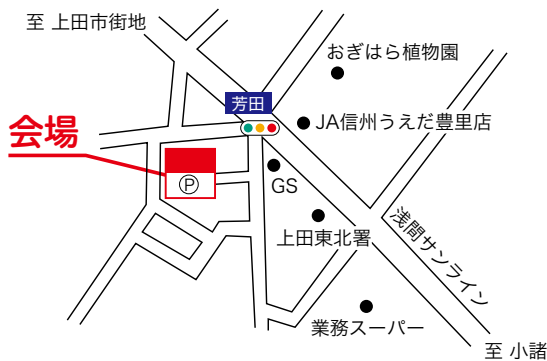 至 上田市街地
おぎはら植物園
芳田
JA信州うえだ豊里店
会場
P
GS
上田東北署
浅間サンライン
業務スーパー
至 小諸